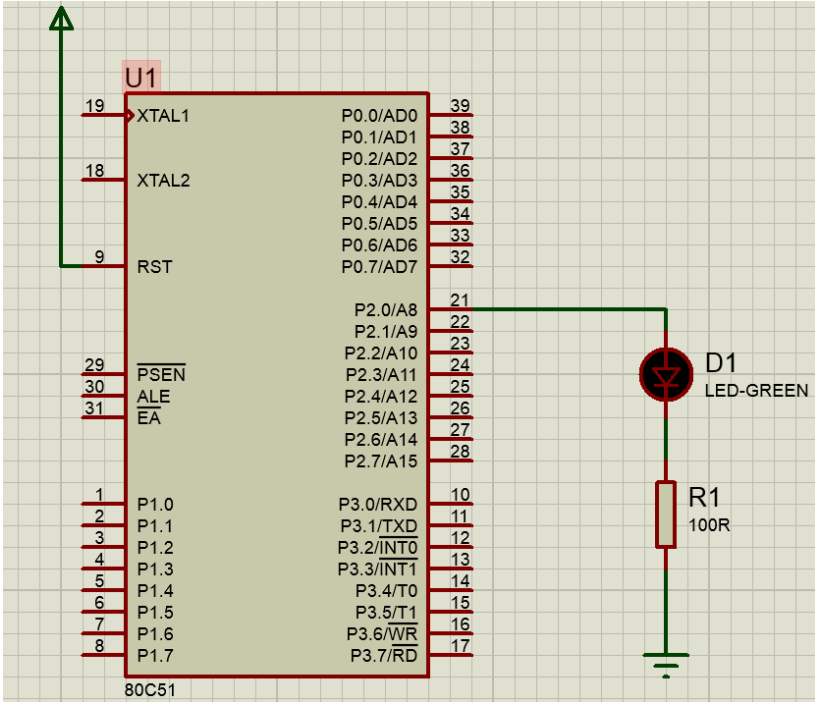 U1
19 XTAL1
18 XTAL2
9 RST
29 PSEN
30 ALE
31 EA
1 P1.0
2 P1.1
3 P1.2
4 P1.3
5 P1.4
6 P1.5
7 P1.6
8 P1.7
P0.0/AD0 39
P0.1/AD1 38
P0.2/AD2 37
P0.3/AD3 36
P0.4/AD4 35
P0.5/AD5 34
P0.6/AD6 33
P0.7/AD7 32
P2.0/A8 21
P2.1/A9 22
P2.2/A10 23
P2.3/A11 24
P2.4/A12 25
P2.5/A13 26
P2.6/A14 27
P2.7/A15 28
P3.0/RXD 10
P3.1/TXD 11
P3.2/INT0 12
P3.3/INT1 13
P3.4/T0 14
P3.5/T1 15
P3.6/WR 16
P3.7/RD 17
80C51
D1
LED-GREEN
R1
100R